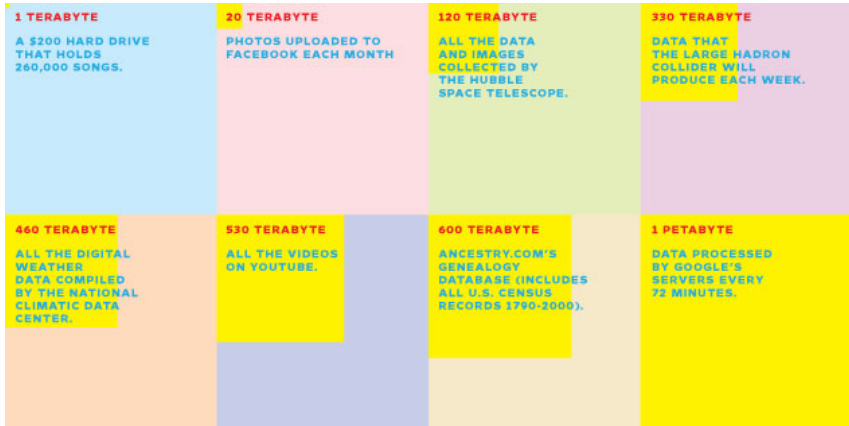 1 TERABYTE
A $200 HARD DRIVE
THAT HOLDS
260,000 SONGS.
20 TERABYTE
PHOTOS UPLOADED TO
FACEBOOK EACH MONTH
120 TERABYTE
ALL THE DATA
AND IMAGES
COLLECTED BY
THE HUBBLE
SPACE TELESCOPE.
330 TERABYTE
DATA THAT
THE LARGE HADRON
COLLIDER WILL
PRODUCE EACH WEEK.
460 TERABYTE
ALL THE DIGITAL
WEATHER
DATA COMPILED
BY THE NATIONAL
CLIMATIC DATA
CENTER.
530 TERABYTE
ALL THE VIDEOS
ON YOUTUBE.
600 TERABYTE
ANCESTRY.COM'S
GENEALOGY
DATABASE (INCLUDES
ALL U.S. CENSUS
RECORDS 1790-2000).
1 PETABYTE
DATA PROCESSED
BY GOOGLE'S
SERVERS EVERY
72 MINUTES.